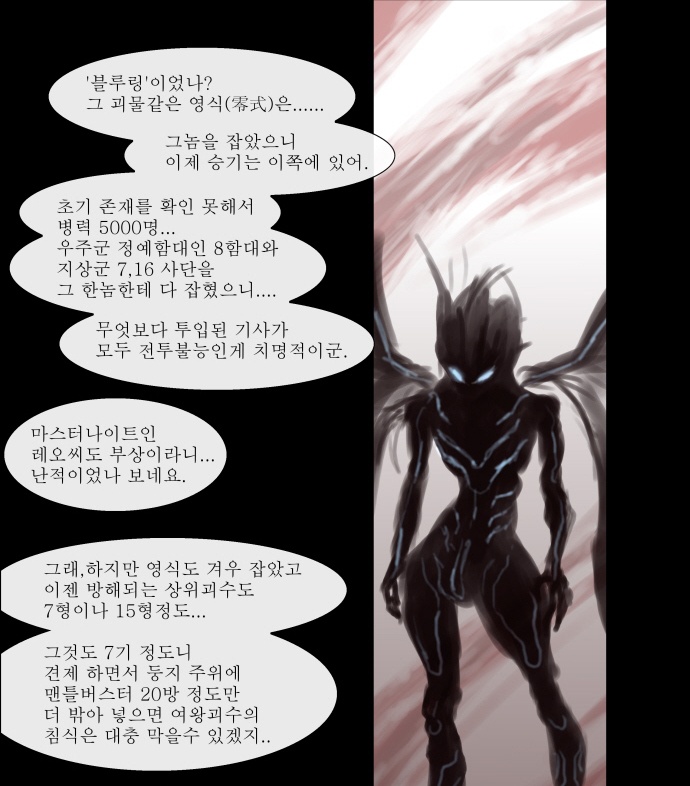 '블루링'이었나?
그 괴물같은 영식(零式)은......
그놈을 잡았으니
이제 승기는 이쪽에 있어.
초기 존재를 확인 못해서
병력 5000명...
우주군 정예함대인 8함대와
지상군 7,16 사단을
그 한놈한테 다 잡혔으니....
무엇보다 투입된 기사가
모두 전투불능인게 치명적이군.
마스터나이트인
레오씨도 부상이라니...
난적이었나 보네요.
그래,하지만 영식도 겨우 잡았고
이젠 방해되는 상위괴수도
7형이나 15형정도...
그것도 7기 정도니
견제 하면서 둥지 주위에
맨틀버스터 20방 정도만
더 밖아 넣으면 여왕괴수의
침식은 대충 막을수 있겠지..